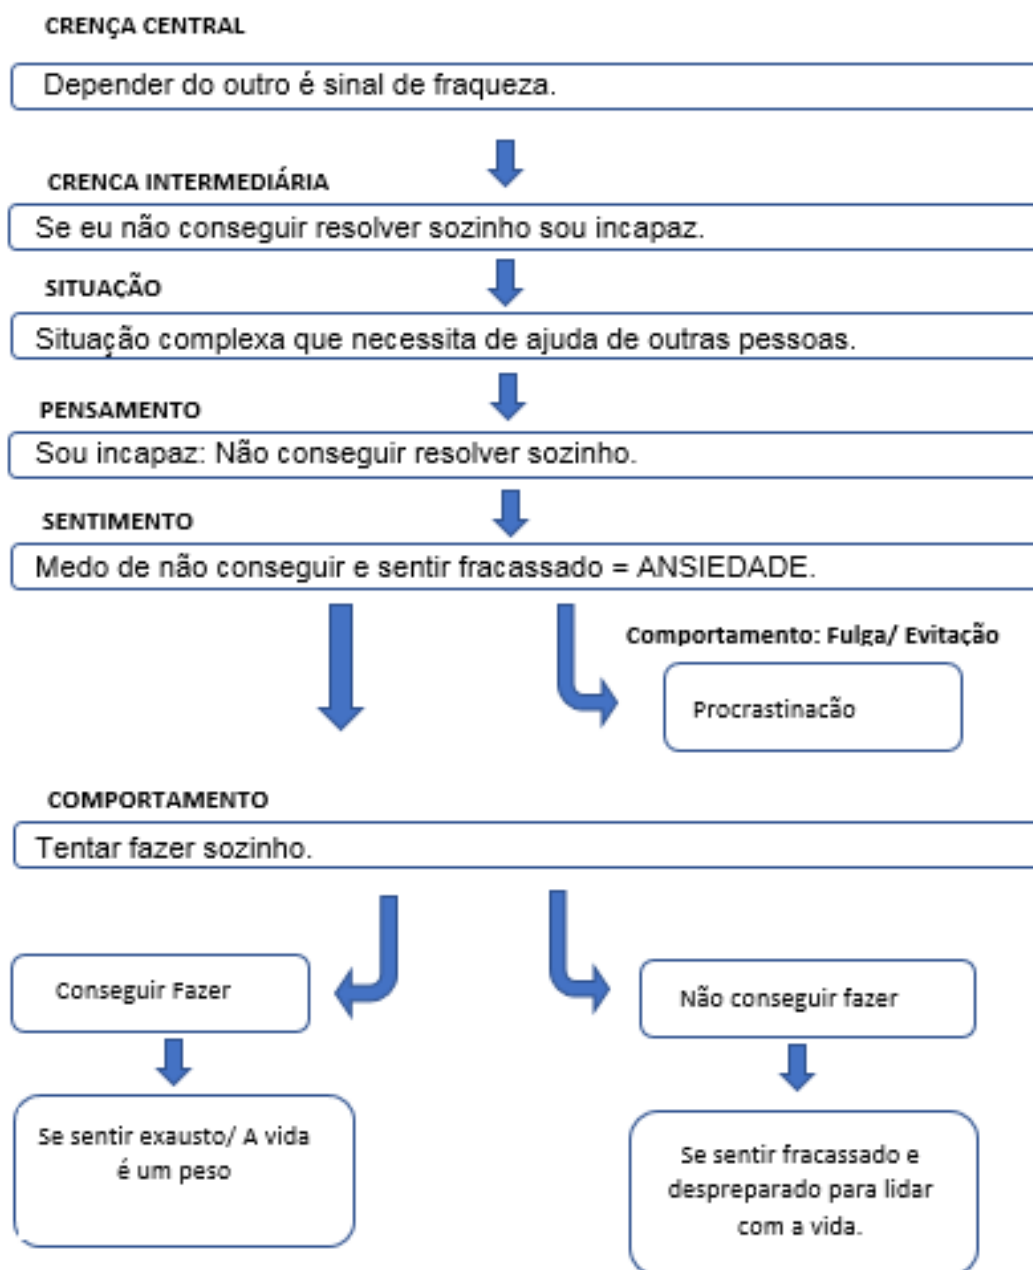 CRENÇA CENTRAL
Depender do outro é sinal de fraqueza.
CRENCA INTERMEDIÁRIA
Se eu não conseguir resolver sozinho sou incapaz.
SITUAÇÃO
Situação complexa que necessita de ajuda de outras pessoas.
PENSAMENTO
Sou incapaz: Não conseguir resolver sozinho.
SENTIMENTO
Medo de não conseguir e sentir fracassado = ANSIEDADE.
Comportamento: Fulga/ Evitação
Procrastinacão
COMPORTAMENTO
Tentar fazer sozinho.
Conseguir Fazer
Não conseguir fazer
Se sentir exausto/ A vida
é um peso
Se sentir fracassado e
despreparado para lidar
com a vida.